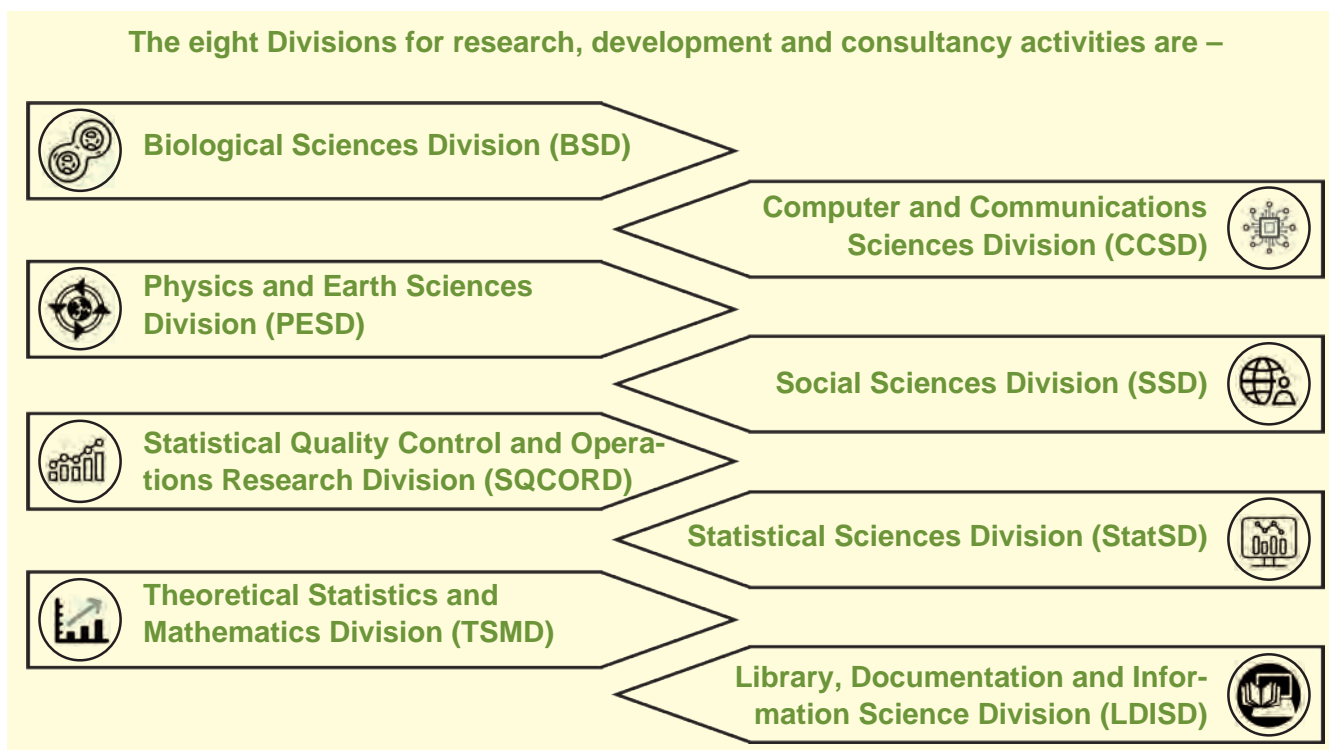 The eight Divisions for research, development and consultancy activities are –
Biological Sciences Division (BSD)
Computer and Communications
Sciences Division (CCSD)
Physics and Earth Sciences
Division (PESD)
Social Sciences Division (SSD)
Statistical Quality Control and Opera-
tions Research Division (SQCORD)
Statistical Sciences Division (StatSD)
Theoretical Statistics and
Mathematics Division (TSMD)
Library, Documentation and Infor-
mation Science Division (LDISD)